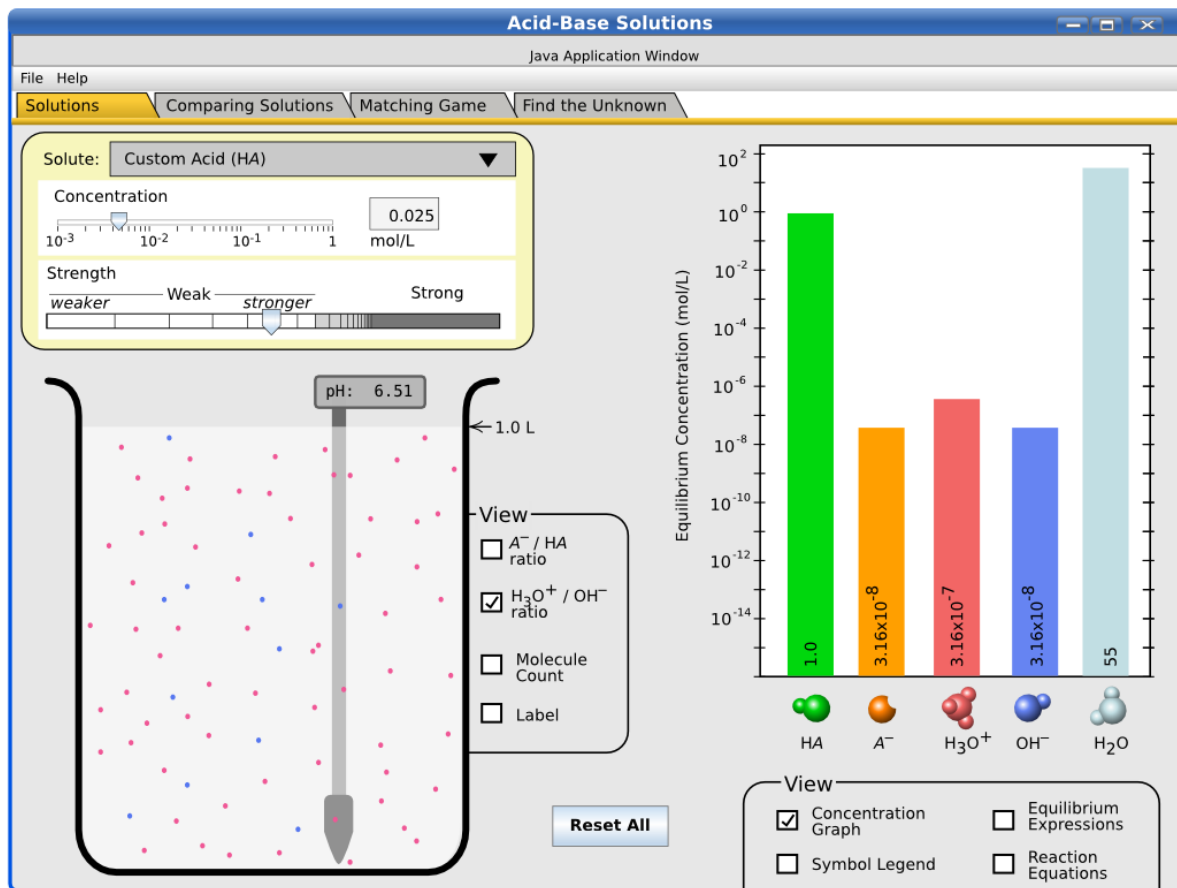 Acid-Base Solutions
Java Application Window
File Help
Solutions
Comparing Solutions
Matching Game
Find the Unknown
Solute: Custom Acid (HA)
Concentration
0.025
mol/L
10⁻³ 10⁻² 10⁻¹ 1
Strength
Weak
weaker stronger
Strong
pH: 6.51
1.0 L
View
A⁻ / HA
ratio
H₃O⁺ / OH⁻
ratio
Molecule
Count
Label
Reset All
Equilibrium Concentration (mol/L)
10²
10⁰
10⁻²
10⁻⁴
10⁻⁶
10⁻⁸
10⁻¹⁰
10⁻¹²
10⁻¹⁴
1.0
3.16x10⁻⁸
3.16x10⁻⁷
3.16x10⁻⁸
55
HA A⁻ H₃O⁺ OH⁻ H₂O
View
Concentration
Graph
Equilibrium
Expressions
Symbol Legend
Reaction
Equations